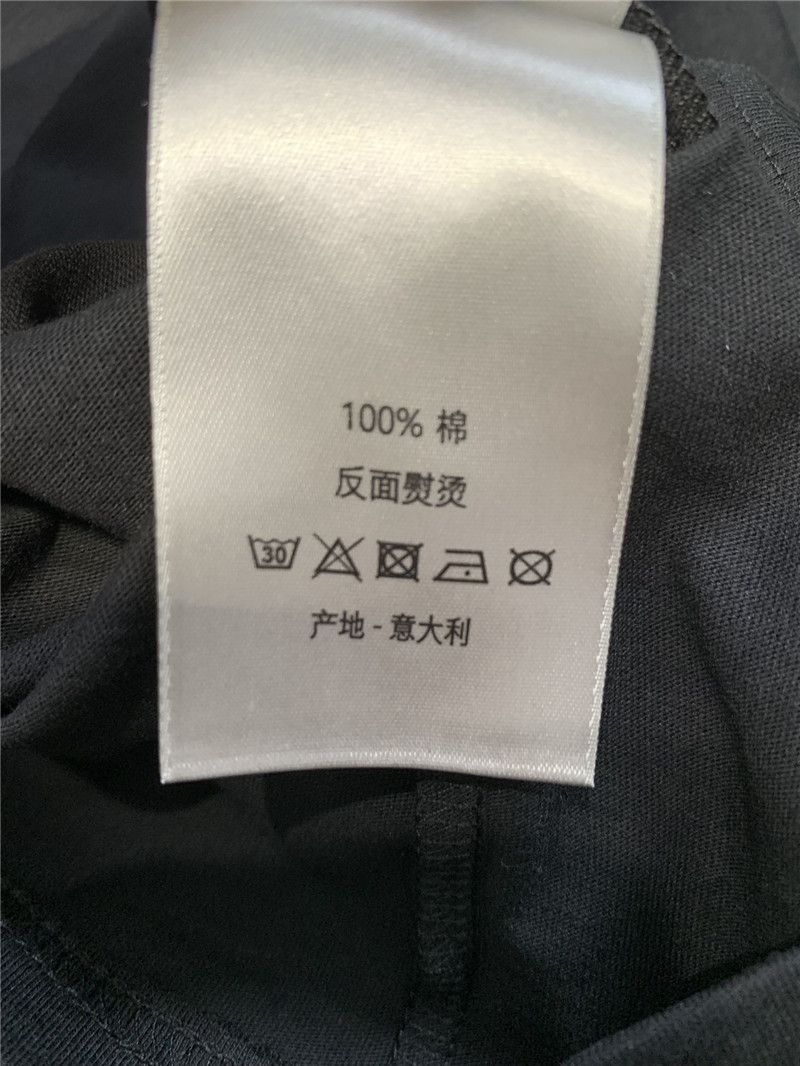 100% 棉
反面熨烫
30
产地 - 意大利